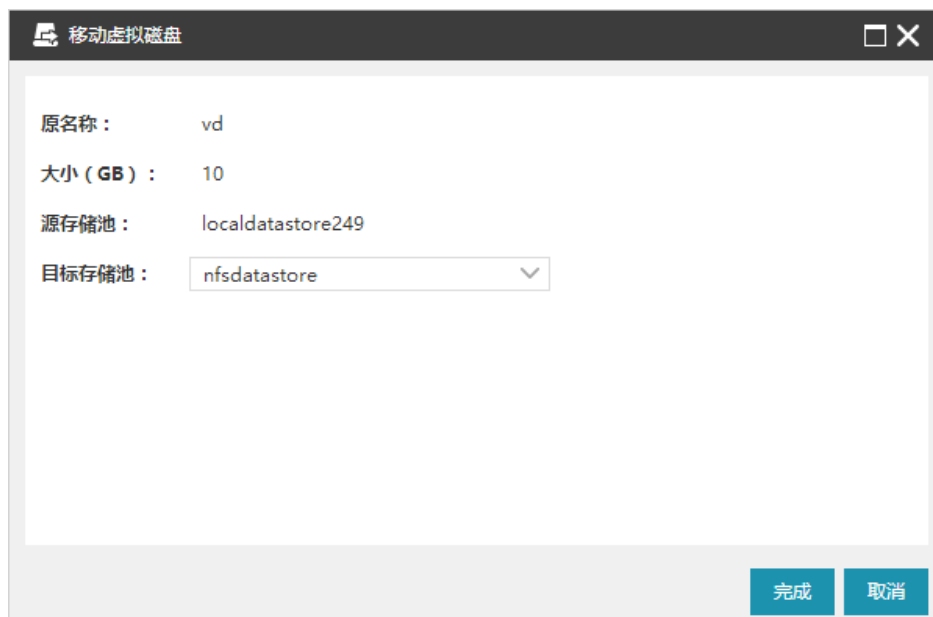 移动虚拟磁盘
原名称： vd
大小（GB）： 10
源存储池： localdatastore249
目标存储池： nfsdatastore
完成 取消